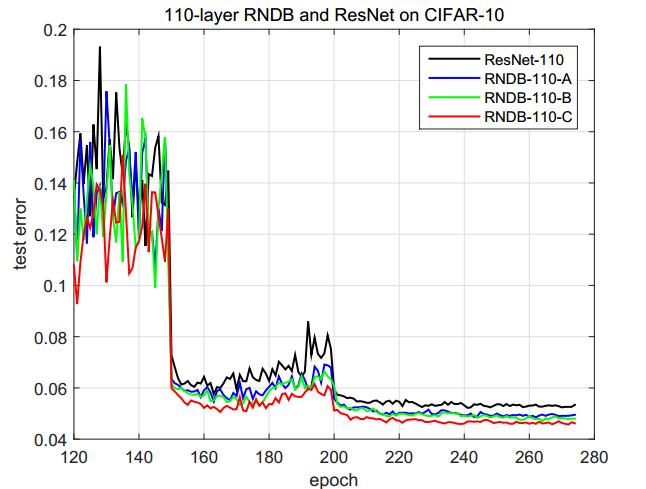 110-layer RNDB and ResNet on CIFAR-10
ResNet-110
RNDB-110-A
RNDB-110-B
RNDB-110-C
test error
0.2
0.18
0.16
0.14
0.12
0.1
0.08
0.06
0.04
120 140 160 180 200 220 240 260 280
epoch